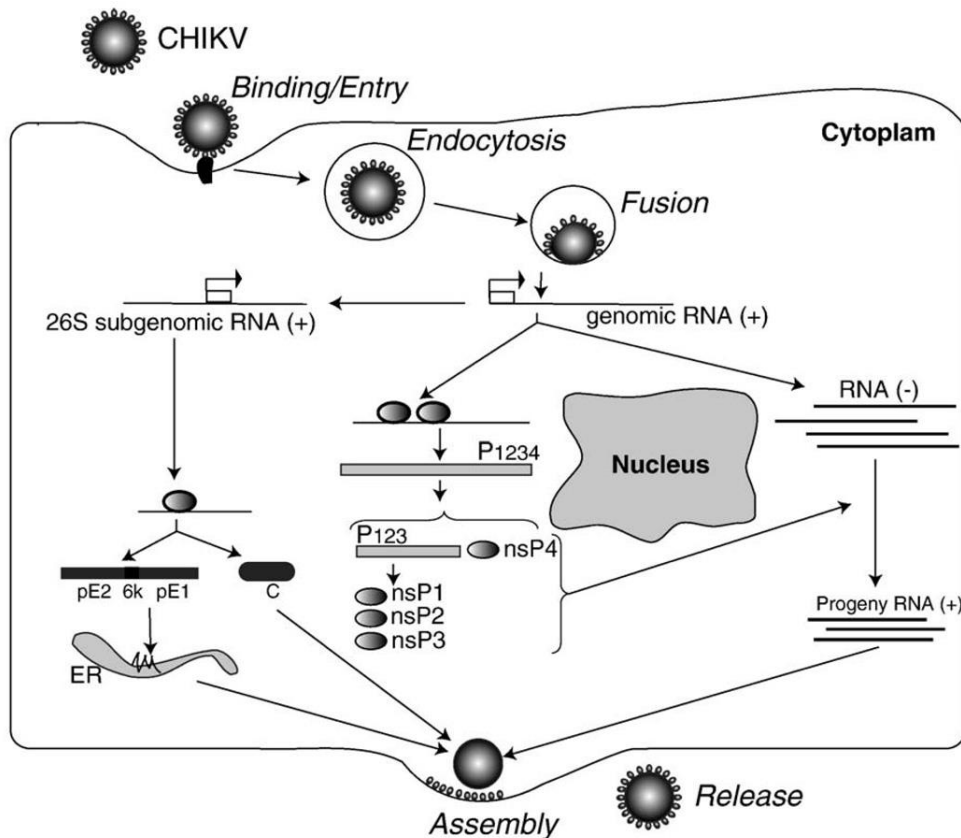 CHIKV
Binding/Entry
Endocytosis
Cytoplam
Fusion
26S subgenomic RNA (+)
genomic RNA (+)
RNA (-)
P1234
Nucleus
P123
nsP4
pE2 6k pE1
C
nsP1
nsP2
nsP3
Progeny RNA (+)
ER
Assembly
Release